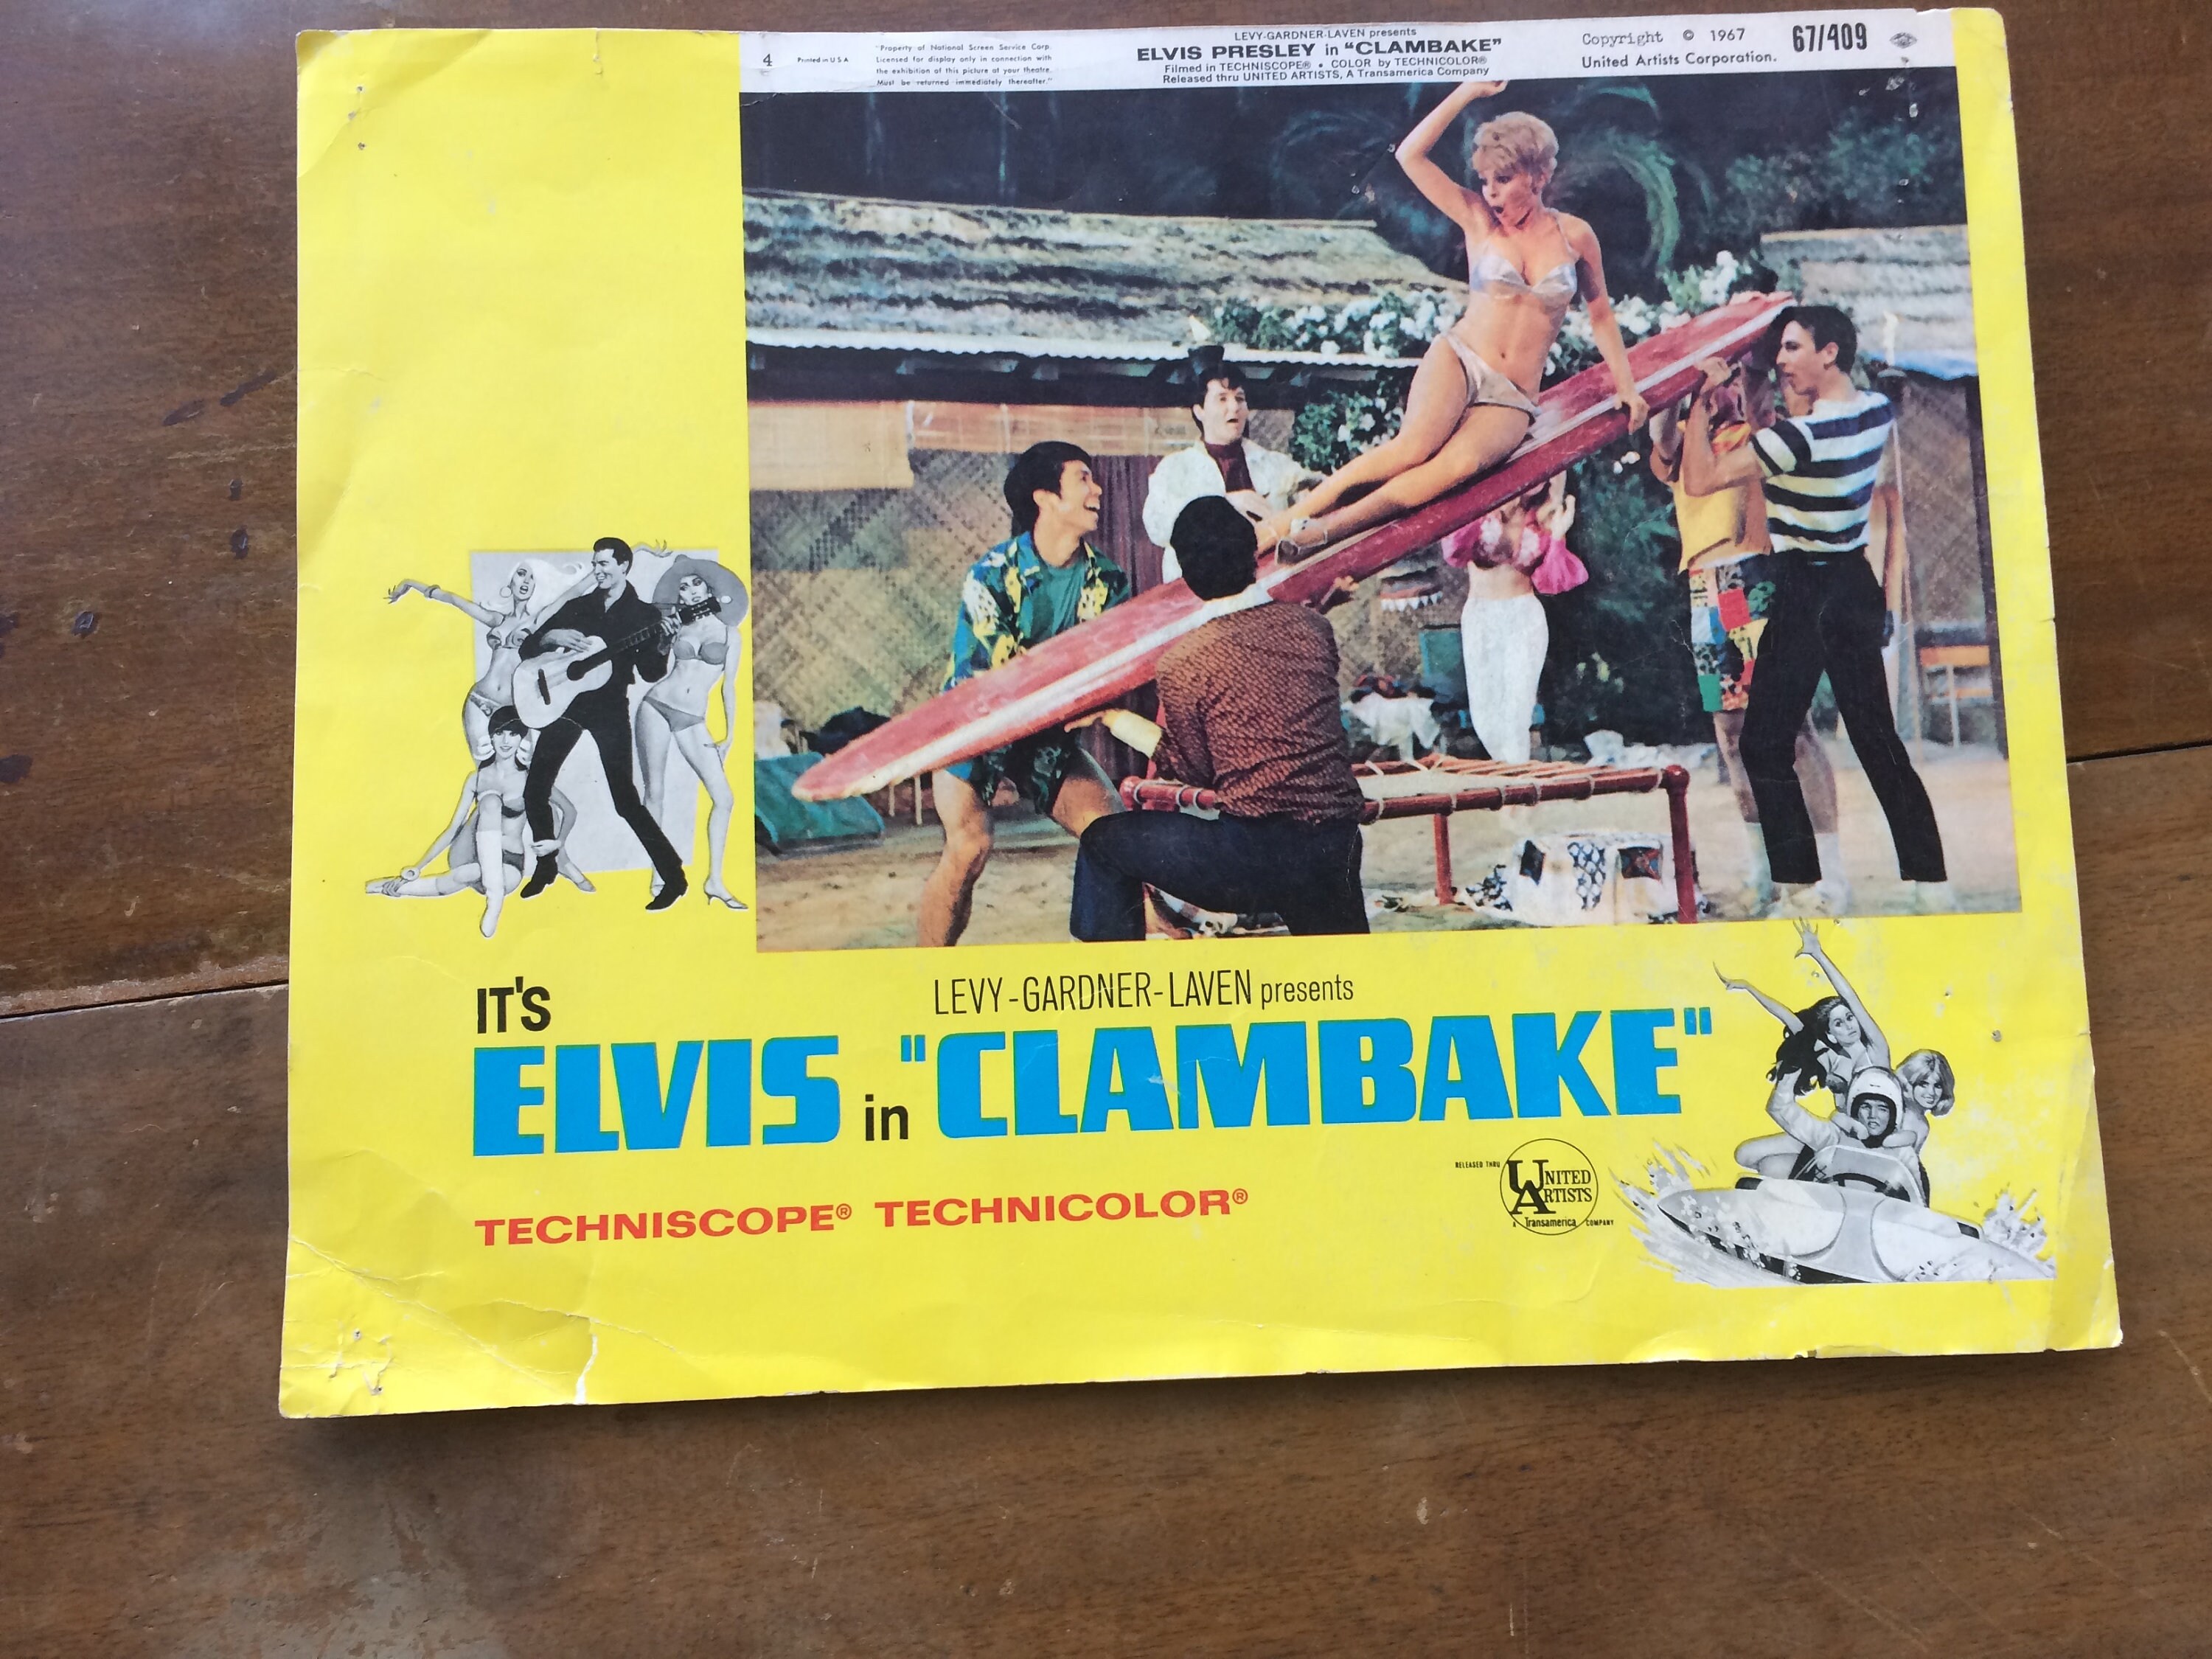 4
Printed in U.S.A.
"Property of National Screen Service Corp.
Licensed for display only in connection with
the exhibition of this picture at your theatre.
Must be returned immediately thereafter."
LEVY-GARDNER-LAVEN presents
ELVIS PRESLEY in "CLAMBAKE"
Filmed in TECHNISCOPE® • COLOR by TECHNICOLOR®
Released thru UNITED ARTISTS, A Transamerica Company
Copyright © 1967
United Artists Corporation.
67/409
LEVY-GARDNER-LAVEN presents
IT'S
ELVIS in "CLAMBAKE"
TECHNISCOPE® TECHNICOLOR®
RELEASED THRU
UNITED
ARTISTS
A Transamerica COMPANY